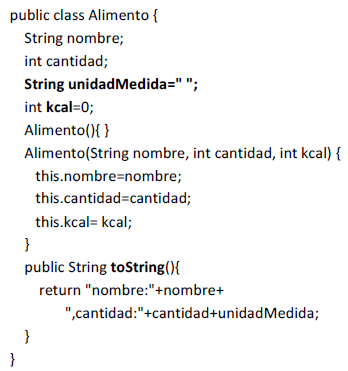 public class Alimento {
String nombre;
int cantidad;
String unidadMedida=" ";
int kcal=0;
Alimento(){ }
Alimento(String nombre, int cantidad, int kcal) {
this.nombre=nombre;
this.cantidad=cantidad;
this.kcal= kcal;
}
public String toString(){
return "nombre:"+nombre+
",cantidad:"+cantidad+unidadMedida;
}
}